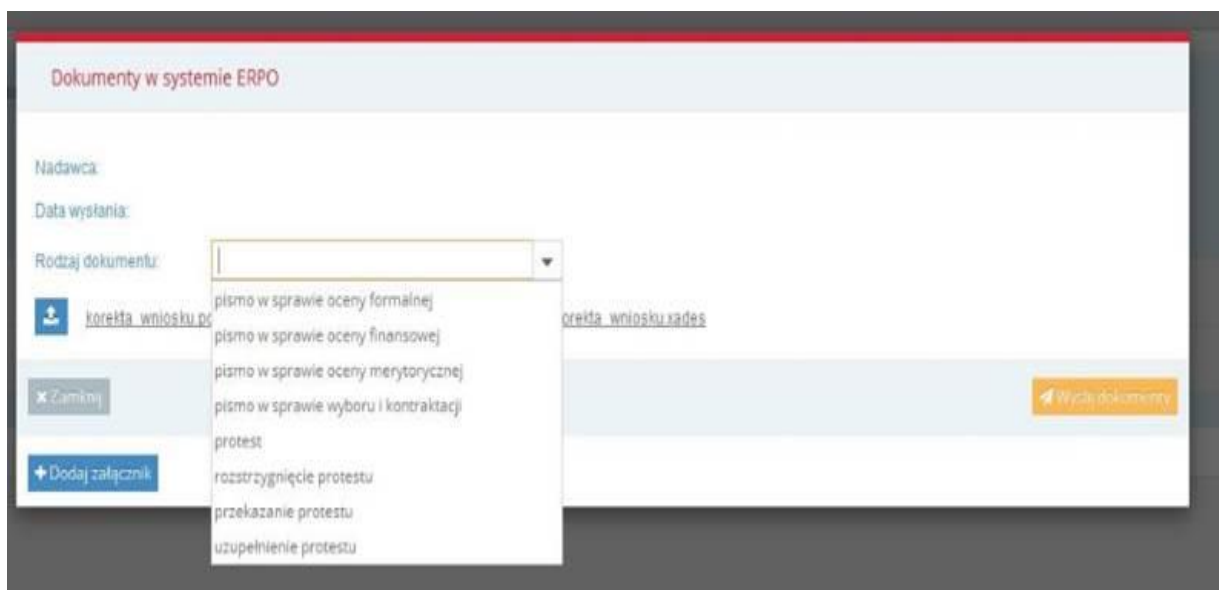 Dokumenty w systemie ERPO
Nadawca:
Data wysłania:
Rodzaj dokumentu:
pismo w sprawie oceny formalnej
korekta_wniosku.po orekta_wniosku.xades
pismo w sprawie oceny finansowej
pismo w sprawie oceny merytorycznej
Zamknij
pismo w sprawie wyboru i kontraktacji
Wyślij dokumenty
protest
Dodaj załącznik
rozstrzygnięcie protestu
przekazanie protestu
uzupełnienie protestu